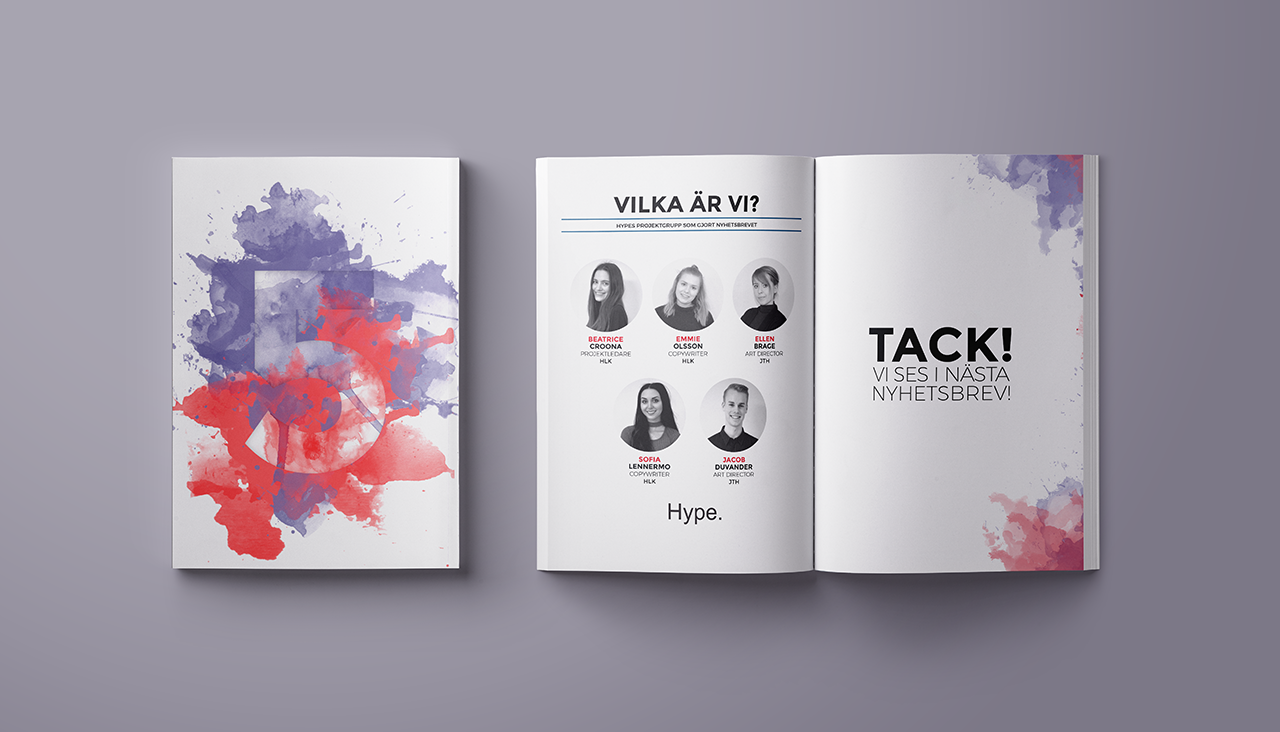 5
VILKA ÄR VI?
HYPES PROJEKTGRUPP SOM GJORT NYHETSBREVET
BEATRICE
CROONA
PROJEKTLEDARE
HLK
EMMIE
OLSSON
COPYWRITER
HLK
ELLEN
BRAGE
ART DIRECTOR
JTH
SOFIA
LENNERMO
COPYWRITER
HLK
JACOB
DUVANDER
ART DIRECTOR
JTH
Hype.
TACK!
VI SES I NÄSTA
NYHETSBREV!